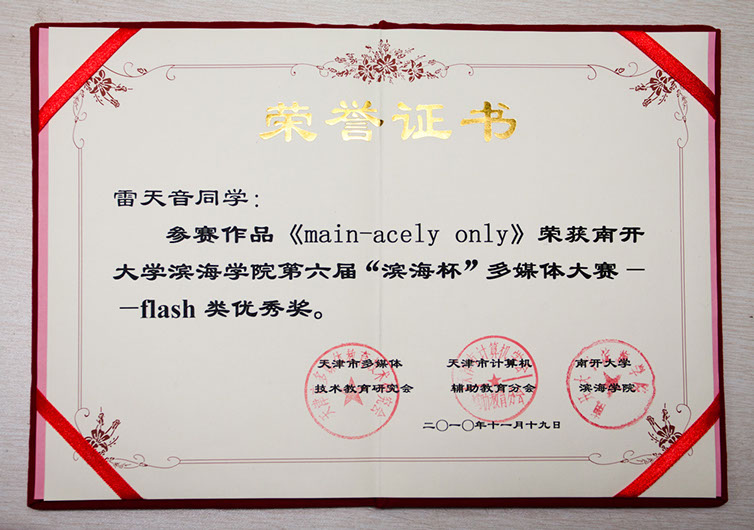 荣誉证书
雷天音同学：
参赛作品《main-acely only》荣获南开
大学滨海学院第六届“滨海杯”多媒体大赛－
－flash 类优秀奖。
天津市多媒体 天津市计算机 南开大学
技术教育研究会 辅助教育分会 滨海学院
二〇一〇年十一月十九日